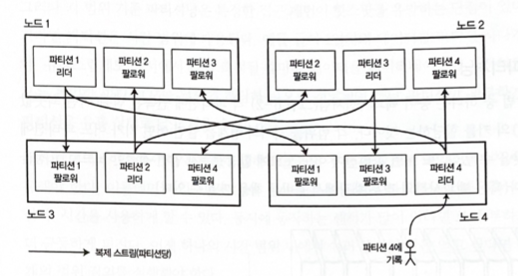 노드 1
노드 2
파티션 1
리더
파티션 2
팔로워
파티션 3
팔로워
파티션 2
팔로워
파티션 3
리더
파티션 4
팔로워
파티션 1
팔로워
파티션 2
리더
파티션 4
팔로워
파티션 1
팔로워
파티션 3
팔로워
파티션 4
리더
노드 3
노드 4
복제 스트림(파티션당)
파티션 4에
기록